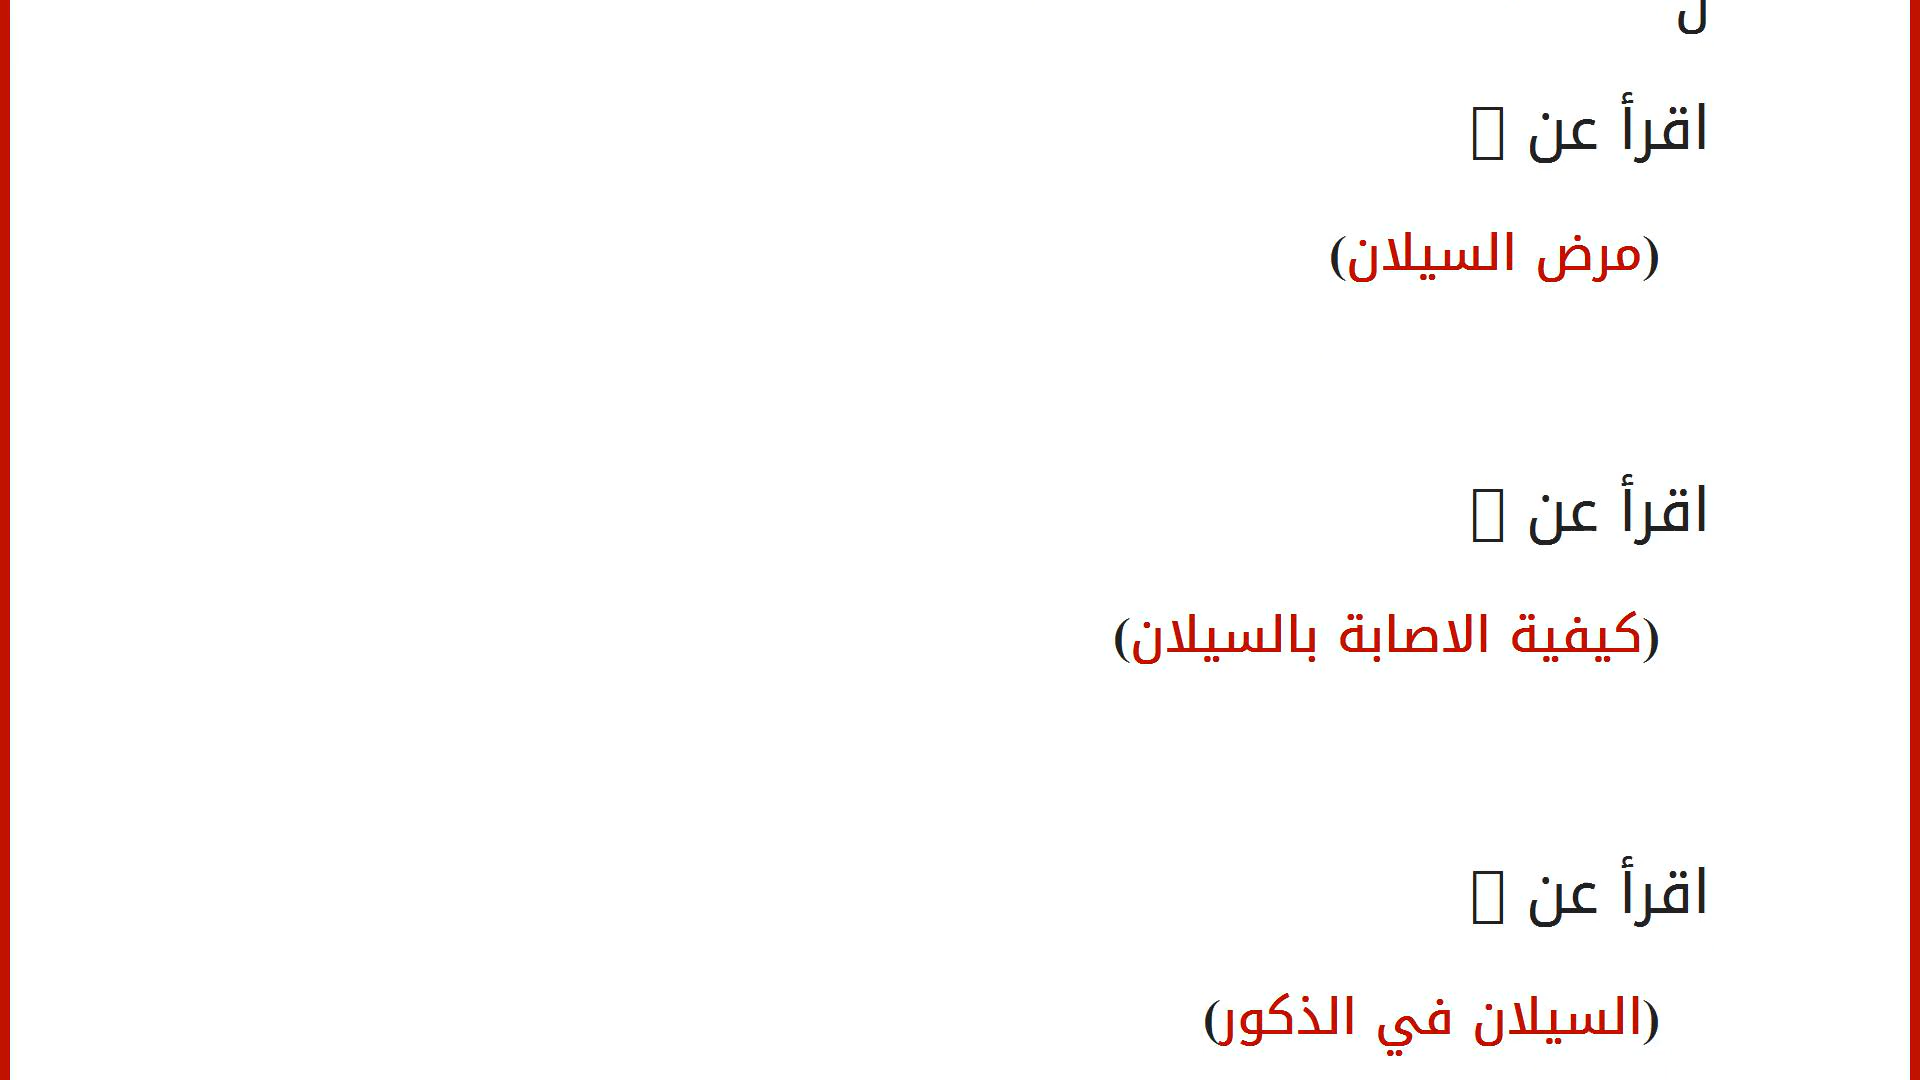 ل
اقرأ عن
(مرض السيلان)
اقرأ عن
(كيفية الاصابة بالسيلان)
اقرأ عن
(السيلان في الذكور)